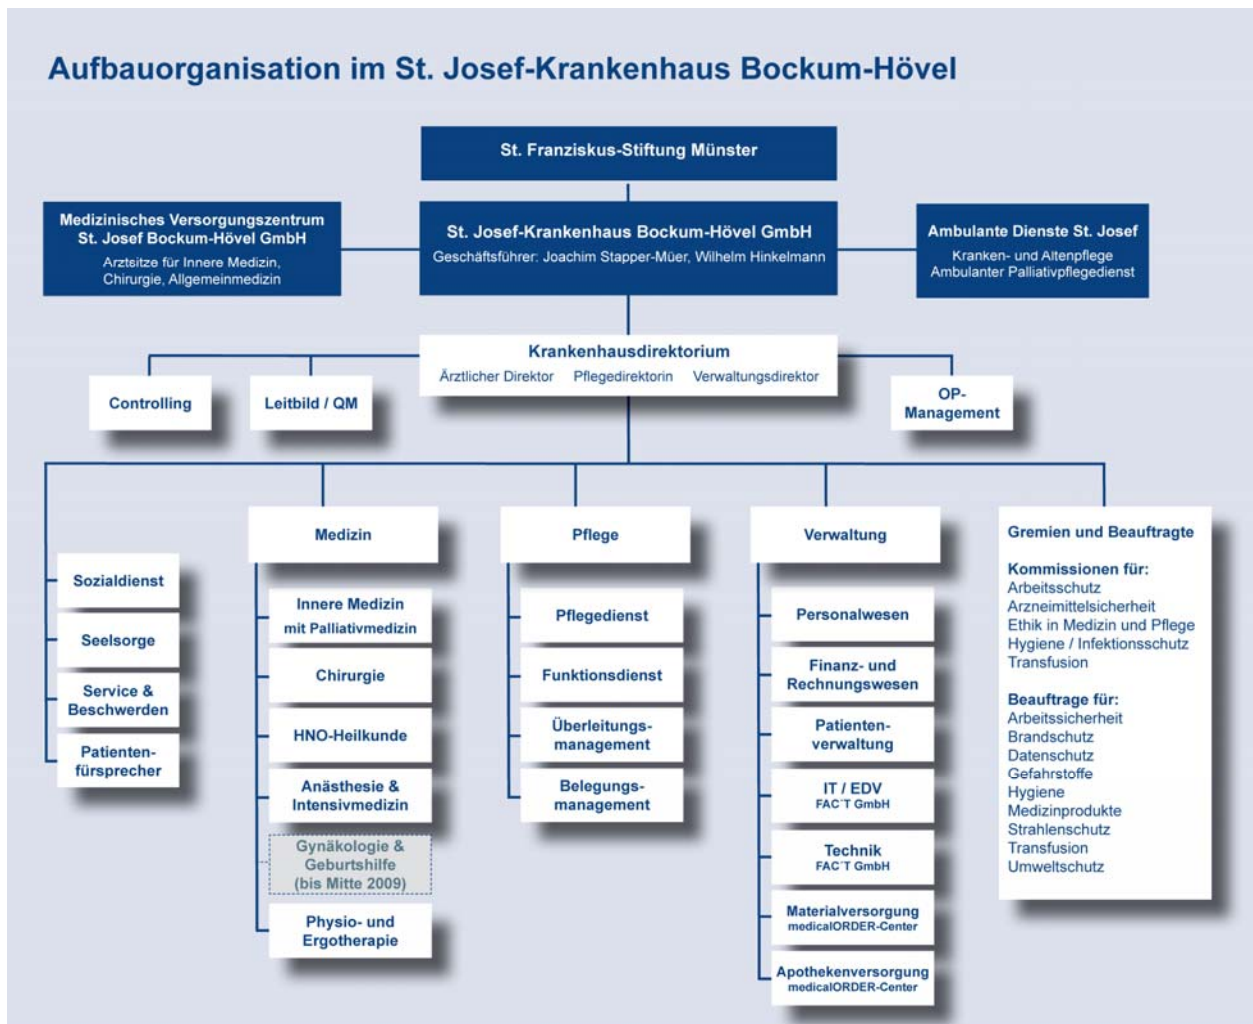 Aufbauorganisation im St. Josef-Krankenhaus Bockum-Hövel
St. Franziskus-Stiftung Münster
Medizinisches Versorgungszentrum
St. Josef Bockum-Hövel GmbH
Arztsitze für Innere Medizin,
Chirurgie, Allgemeinmedizin
St. Josef-Krankenhaus Bockum-Hövel GmbH
Geschäftsführer: Joachim Stapper-Müer, Wilhelm Hinkelmann
Ambulante Dienste St. Josef
Kranken- und Altenpflege
Ambulanter Palliativpflegedienst
Krankenhausdirektorium
Ärztlicher Direktor Pflegedirektorin Verwaltungsdirektor
Controlling
Leitbild / QM
OP-
Management
Sozialdienst
Seelsorge
Service &
Beschwerden
Patienten-
fürsprecher
Medizin
Innere Medizin
mit Palliativmedizin
Chirurgie
HNO-Heilkunde
Anästhesie &
Intensivmedizin
Gynäkologie &
Geburtshilfe
(bis Mitte 2009)
Physio- und
Ergotherapie
Pflege
Pflegedienst
Funktionsdienst
Überleitungs-
management
Belegungs-
management
Verwaltung
Personalwesen
Finanz- und
Rechnungswesen
Patienten-
verwaltung
IT / EDV
FAC´T GmbH
Technik
FAC´T GmbH
Materialversorgung
medicalORDER-Center
Apothekenversorgung
medicalORDER-Center
Gremien und Beauftragte
Kommissionen für:
Arbeitsschutz
Arzneimittelsicherheit
Ethik in Medizin und Pflege
Hygiene / Infektionsschutz
Transfusion
Beauftrage für:
Arbeitssicherheit
Brandschutz
Datenschutz
Gefahrstoffe
Hygiene
Medizinprodukte
Strahlenschutz
Transfusion
Umweltschutz